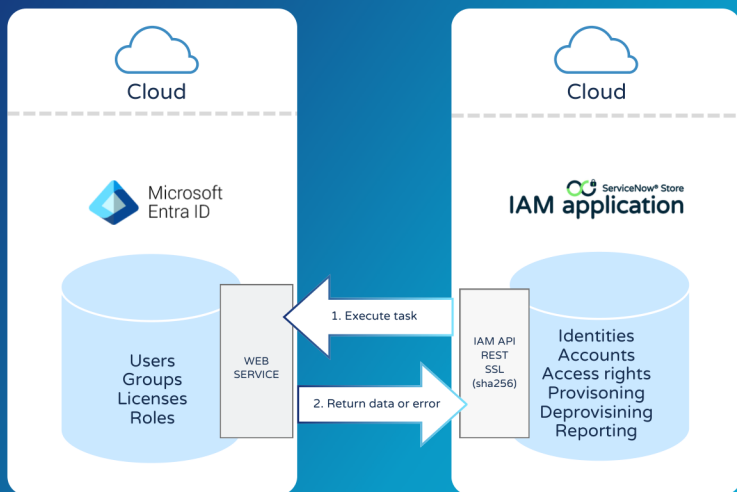 Cloud
Microsoft
Entra ID
Users
Groups
Licenses
Roles
WEB
SERVICE
1. Execute task
2. Return data or error
Cloud
ServiceNow® Store
IAM application
IAM API
REST
SSL
(sha256)
Identities
Accounts
Access rights
Provisoning
Deprovisining
Reporting